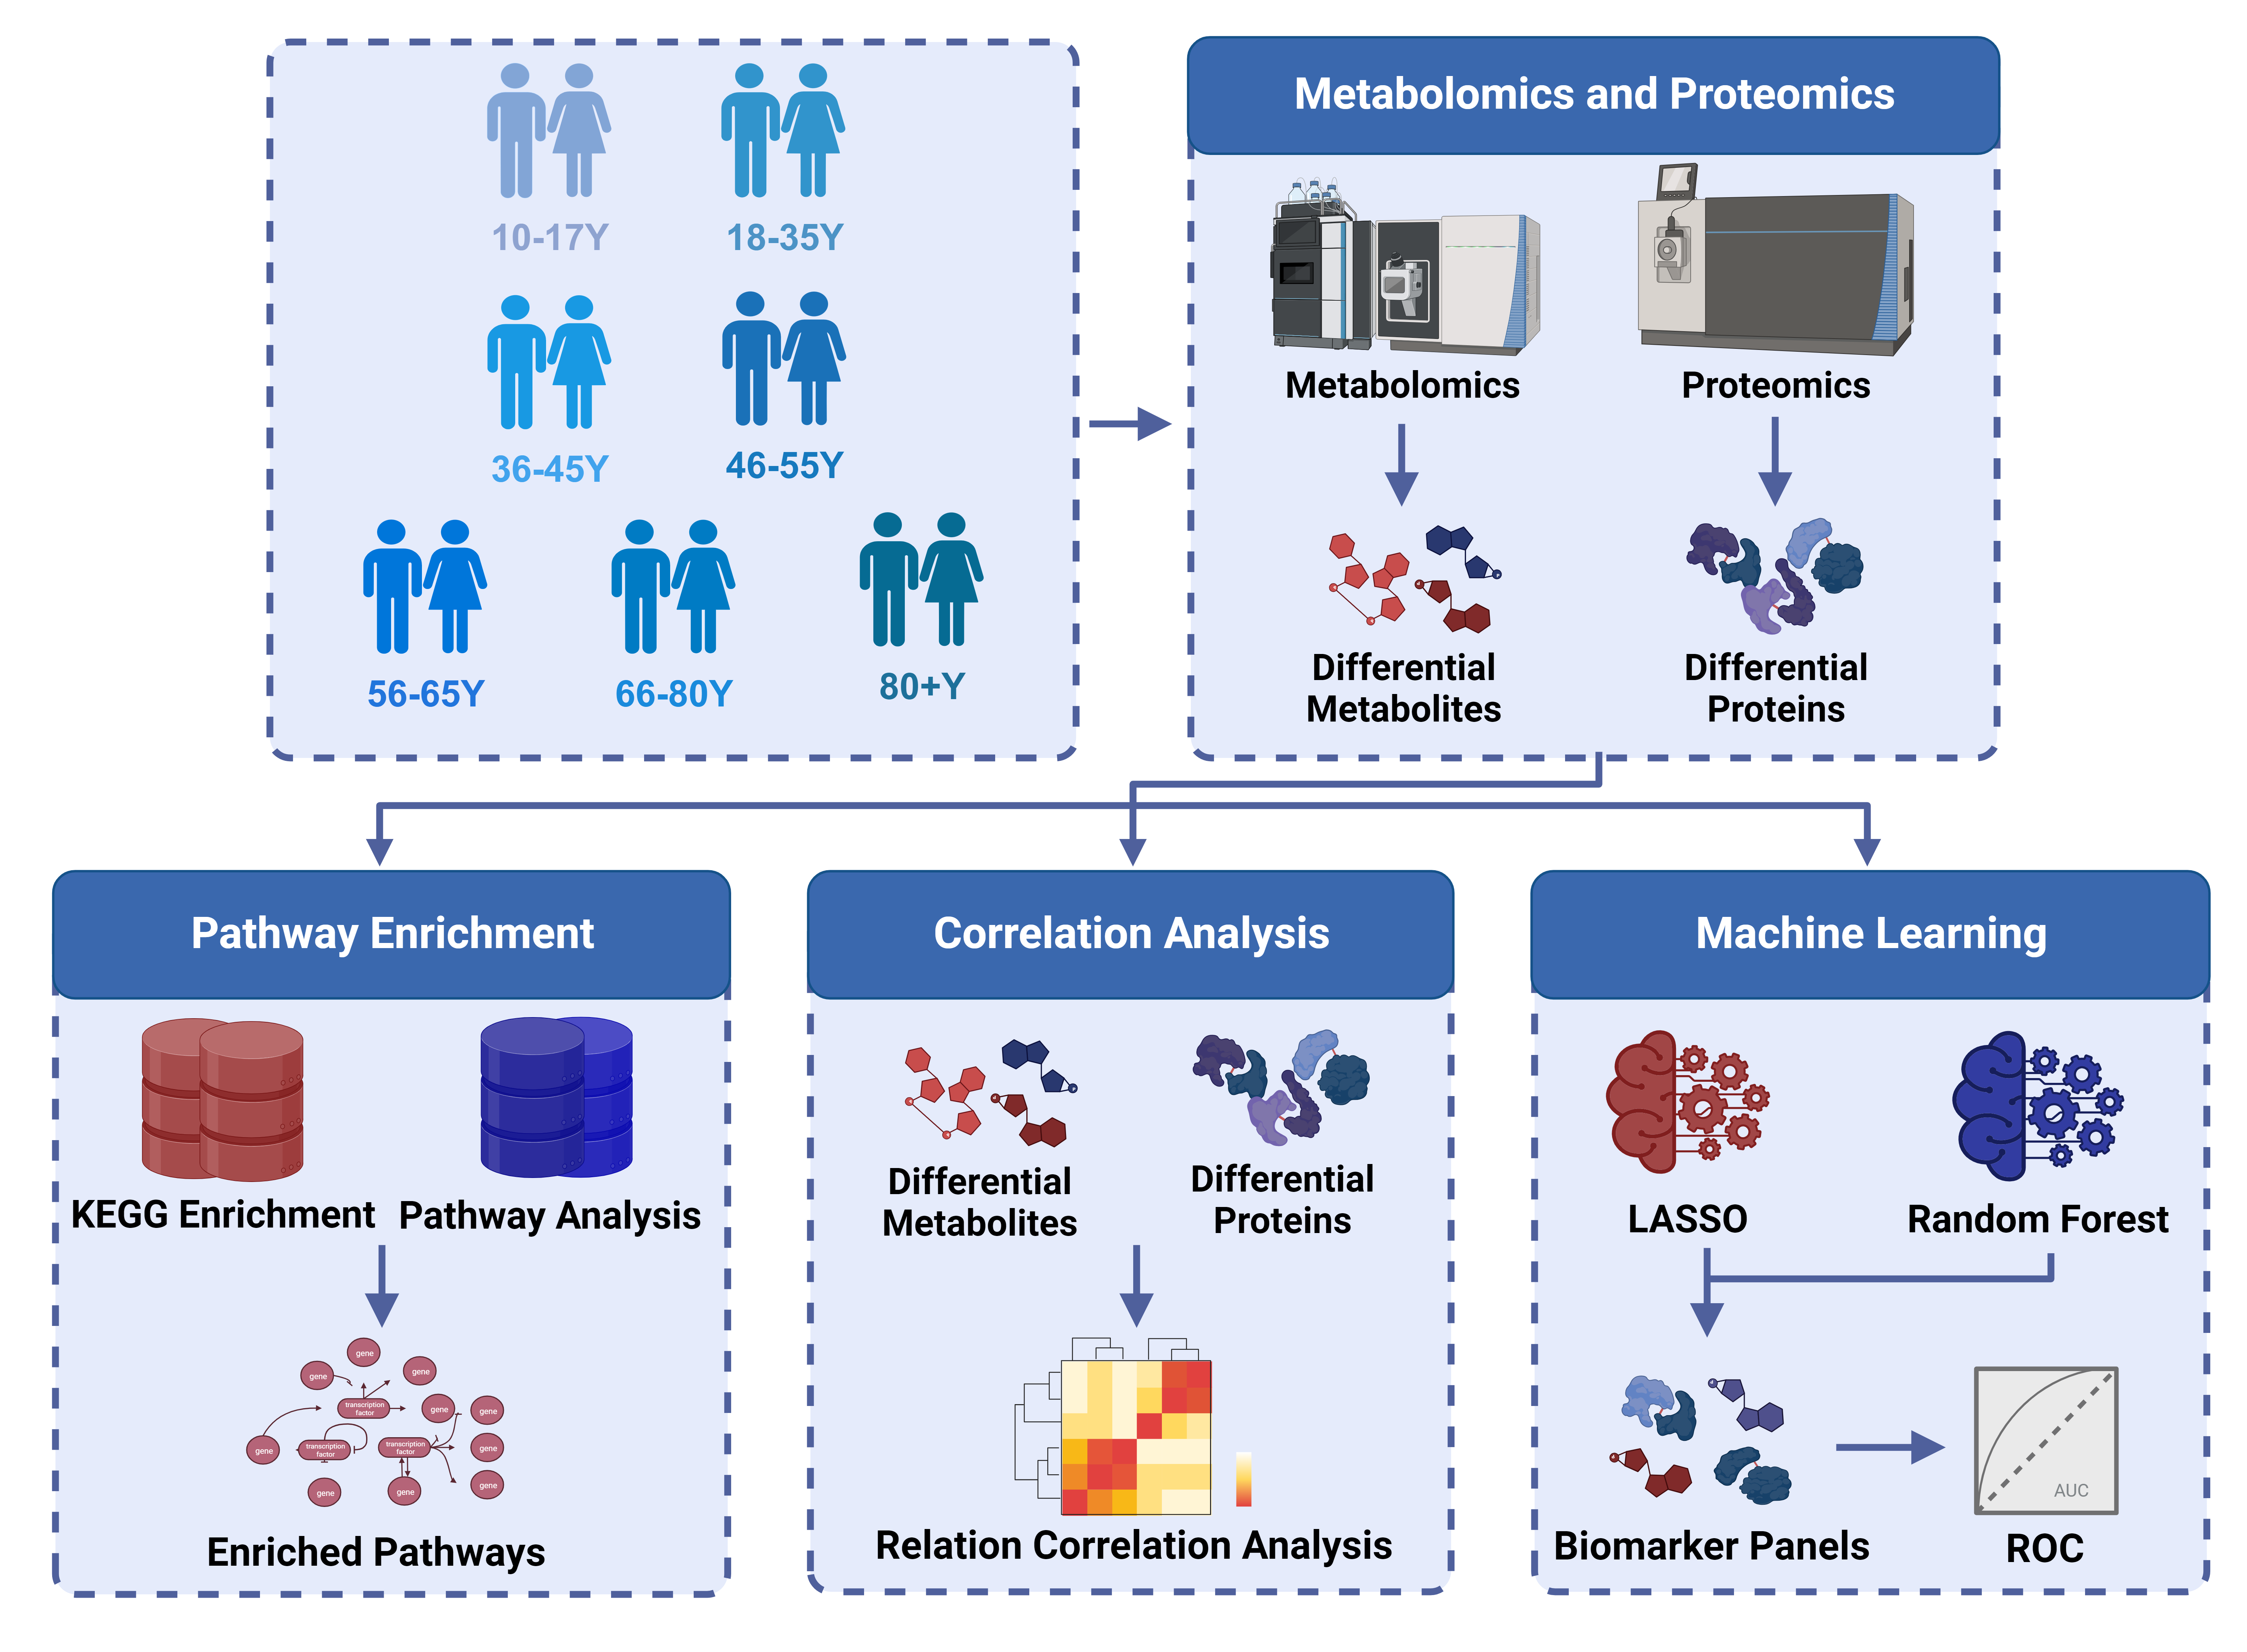 10-17Y
18-35Y
36-45Y
46-55Y
56-65Y
66-80Y
80+Y
Metabolomics and Proteomics
Metabolomics
Proteomics
Differential
Metabolites
Differential
Proteins
Pathway Enrichment
KEGG Enrichment
Pathway Analysis
gene
gene
gene
transcription
factor
gene
gene
gene
transcription
factor
transcription
factor
gene
gene
gene
gene
Enriched Pathways
Correlation Analysis
Differential
Metabolites
Differential
Proteins
Relation Correlation Analysis
Machine Learning
LASSO
Random Forest
Biomarker Panels
AUC
ROC